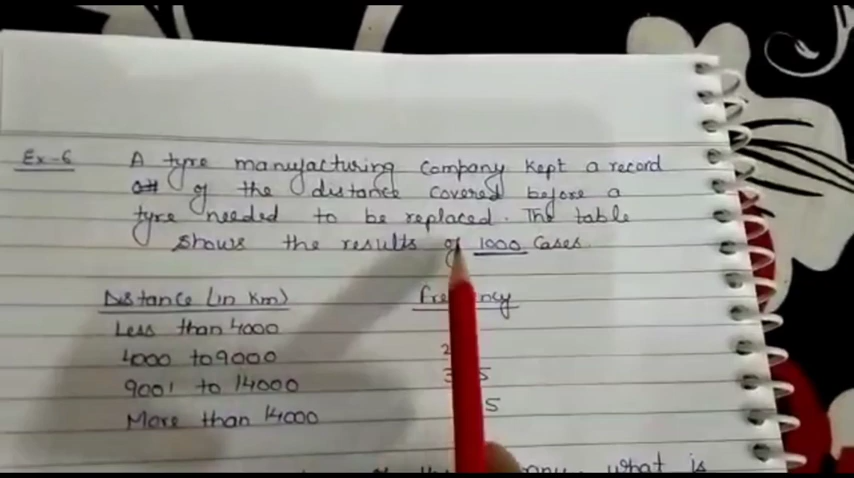 Ex-6 A tyre manufacturing company kept a record
of the distance covered before a
tyre needed to be replaced. The table
shows the results of 1000 cases.
Distance (in km)
Less than 4000
4000 to 9000
9001 to 14000
More than 14000
what is